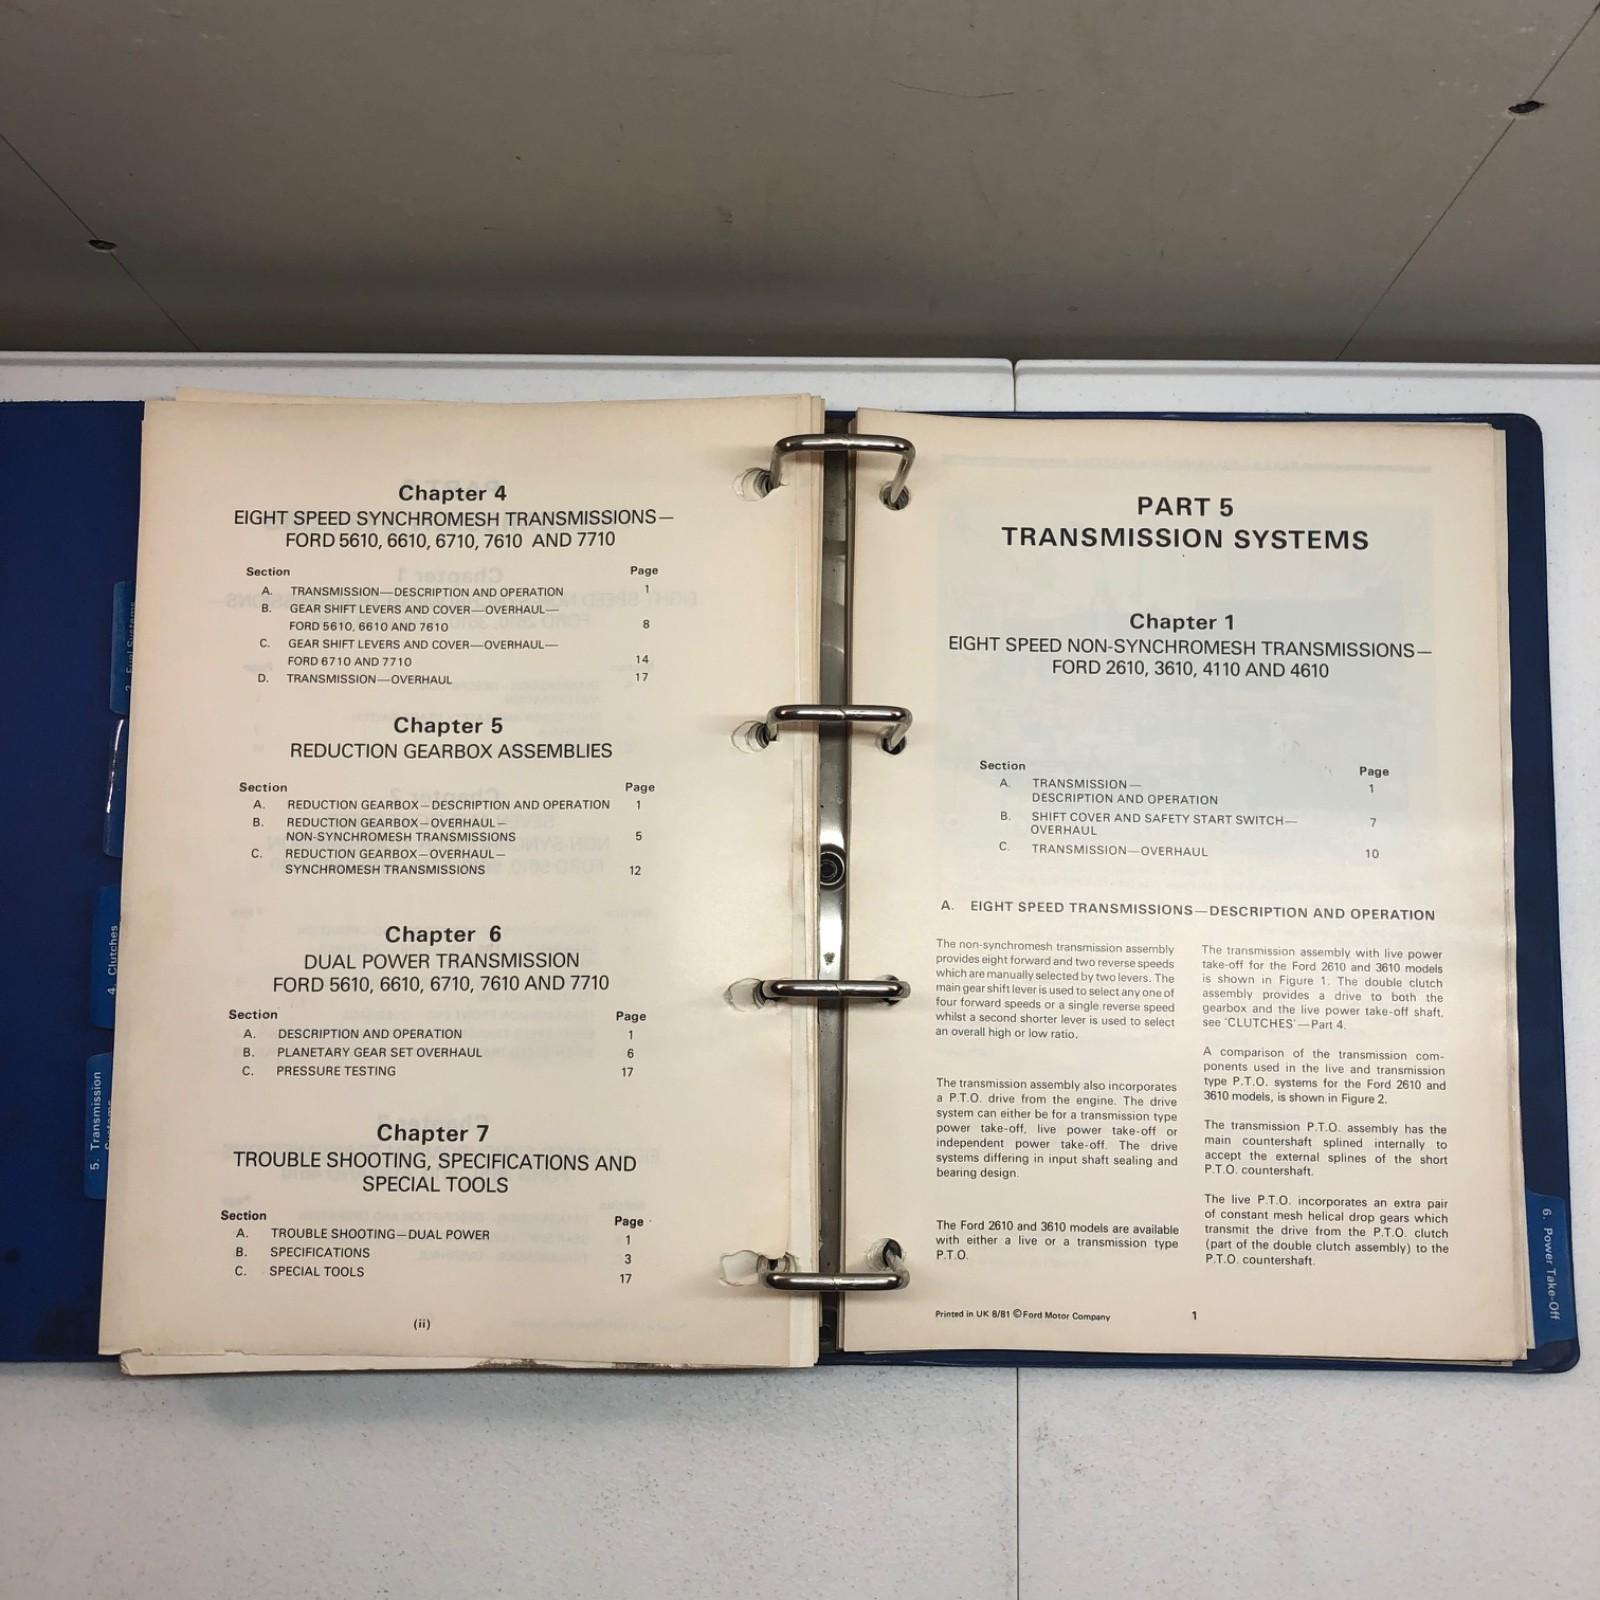 Chapter 4
EIGHT SPEED SYNCHROMESH TRANSMISSIONS—
FORD 5610, 6610, 6710, 7610 AND 7710
Section Page
A. TRANSMISSION—DESCRIPTION AND OPERATION 1
B. GEAR SHIFT LEVERS AND COVER—OVERHAUL—
FORD 5610, 6610 AND 7610 8
C. GEAR SHIFT LEVERS AND COVER—OVERHAUL—
FORD 6710 AND 7710 14
D. TRANSMISSION—OVERHAUL 17
Chapter 5
REDUCTION GEARBOX ASSEMBLIES
Section Page
A. REDUCTION GEARBOX—DESCRIPTION AND OPERATION 1
B. REDUCTION GEARBOX—OVERHAUL—
NON-SYNCHROMESH TRANSMISSIONS 5
C. REDUCTION GEARBOX—OVERHAUL—
SYNCHROMESH TRANSMISSIONS 12
Chapter 6
DUAL POWER TRANSMISSION
FORD 5610, 6610, 6710, 7610 AND 7710
Section Page
A. DESCRIPTION AND OPERATION 1
B. PLANETARY GEAR SET OVERHAUL 6
C. PRESSURE TESTING 17
Chapter 7
TROUBLE SHOOTING, SPECIFICATIONS AND
SPECIAL TOOLS
Section Page
A. TROUBLE SHOOTING—DUAL POWER 1
B. SPECIFICATIONS 3
C. SPECIAL TOOLS 17
(ii)
4. Clutches
5. Transmission
PART 5
TRANSMISSION SYSTEMS
Chapter 1
EIGHT SPEED NON-SYNCHROMESH TRANSMISSIONS—
FORD 2610, 3610, 4110 AND 4610
Section Page
A. TRANSMISSION— 1
DESCRIPTION AND OPERATION
B. SHIFT COVER AND SAFETY START SWITCH— 7
OVERHAUL
C. TRANSMISSION—OVERHAUL 10
A. EIGHT SPEED TRANSMISSIONS—DESCRIPTION AND OPERATION
The non-synchromesh transmission assembly
provides eight forward and two reverse speeds
which are manually selected by two levers. The
main gear shift lever is used to select any one of
four forward speeds or a single reverse speed
whilst a second shorter lever is used to select
an overall high or low ratio.
The transmission assembly also incorporates
a P.T.O. drive from the engine. The drive
system can either be for a transmission type
power take-off, live power take-off or
independent power take-off. The drive
systems differing in input shaft sealing and
bearing design.
The Ford 2610 and 3610 models are available
with either a live or a transmission type
P.T.O.
The transmission assembly with live power
take-off for the Ford 2610 and 3610 models
is shown in Figure 1. The double clutch
assembly provides a drive to both the
gearbox and the live power take-off shaft,
see 'CLUTCHES'—Part 4.
A comparison of the transmission com-
ponents used in the live and transmission
type P.T.O. systems for the Ford 2610 and
3610 models, is shown in Figure 2.
The transmission P.T.O. assembly has the
main countershaft splined internally to
accept the external splines of the short
P.T.O. countershaft.
The live P.T.O. incorporates an extra pair
of constant mesh helical drop gears which
transmit the drive from the P.T.O. clutch
(part of the double clutch assembly) to the
P.T.O. countershaft.
Printed in UK 8/81 © Ford Motor Company 1
6. Power Take-Off